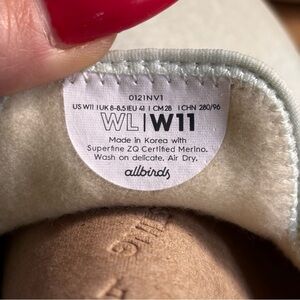 0121NV1
US W11 | UK 8-8.5 | EU 41 | CM 28 | CHN 280/96
WL|W11
Made in Korea with
Superfine ZQ Certified Merino.
Wash on delicate. Air Dry.
allbirds